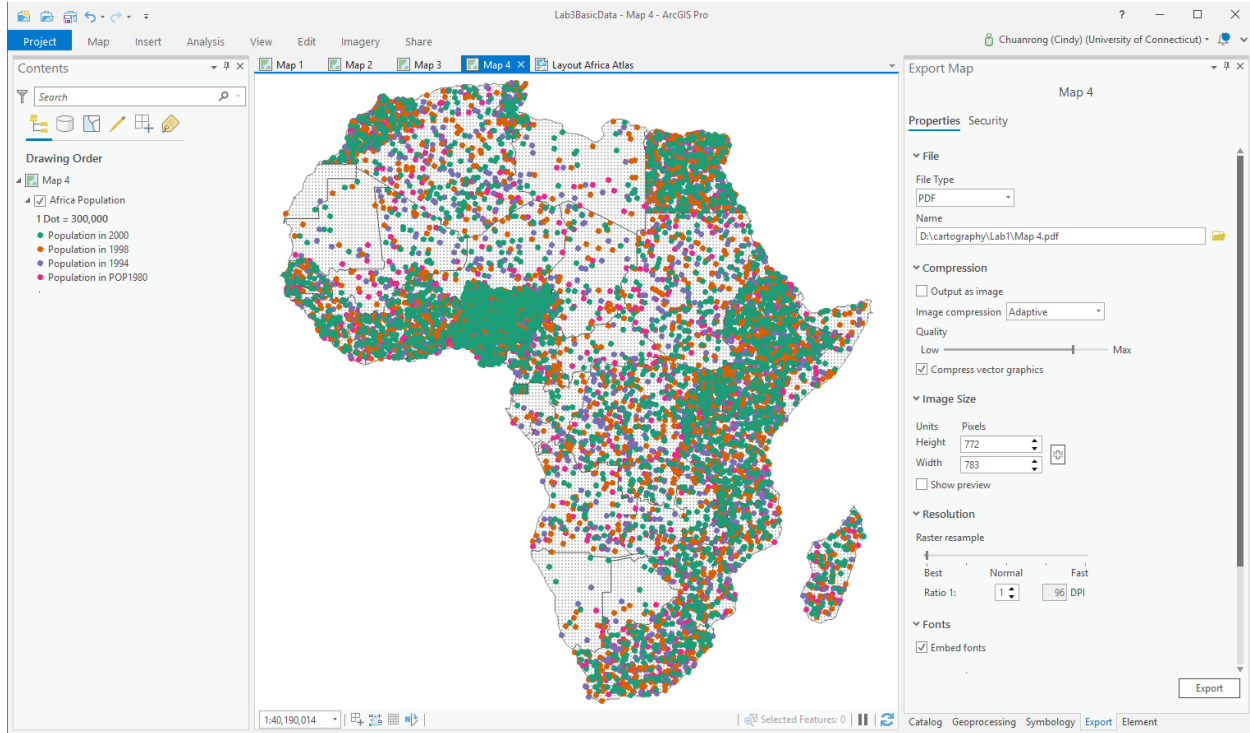 Lab3BasicData - Map 4 - ArcGIS Pro
?
Project Map Insert Analysis View Edit Imagery Share
Chuanrong (Cindy) (University of Connecticut)
Contents
Search
Drawing Order
Map 4
Africa Population
1 Dot = 300,000
Population in 2000
Population in 1998
Population in 1994
Population in POP1980
Map 1 Map 2 Map 3 Map 4 Layout Africa Atlas
1:40,190,014
Selected Features: 0
Export Map
Map 4
Properties Security
File
File Type
PDF
Name
D:\cartography\Lab1\Map 4.pdf
Compression
Output as image
Image compression Adaptive
Quality
Low Max
Compress vector graphics
Image Size
Units Pixels
Height 772
Width 783
Show preview
Resolution
Raster resample
Best Normal Fast
Ratio 1: 1 96 DPI
Fonts
Embed fonts
Export
Catalog Geoprocessing Symbology Export Element